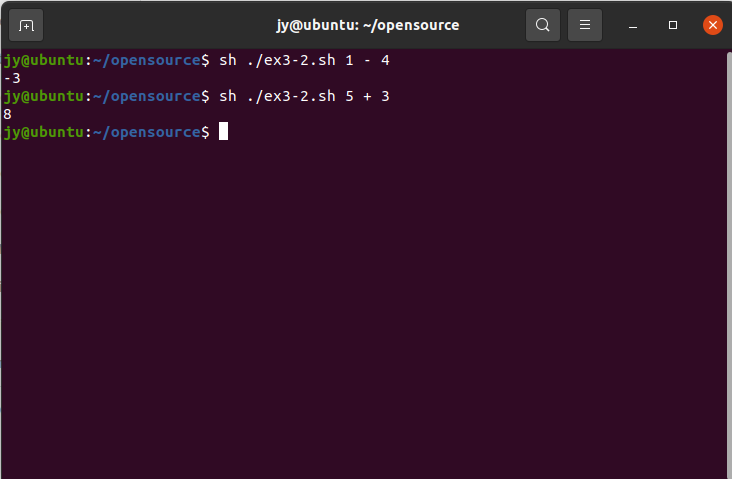 jy@ubuntu: ~/opensource
jy@ubuntu:~/opensource$ sh ./ex3-2.sh 1 - 4
-3
jy@ubuntu:~/opensource$ sh ./ex3-2.sh 5 + 3
8
jy@ubuntu:~/opensource$